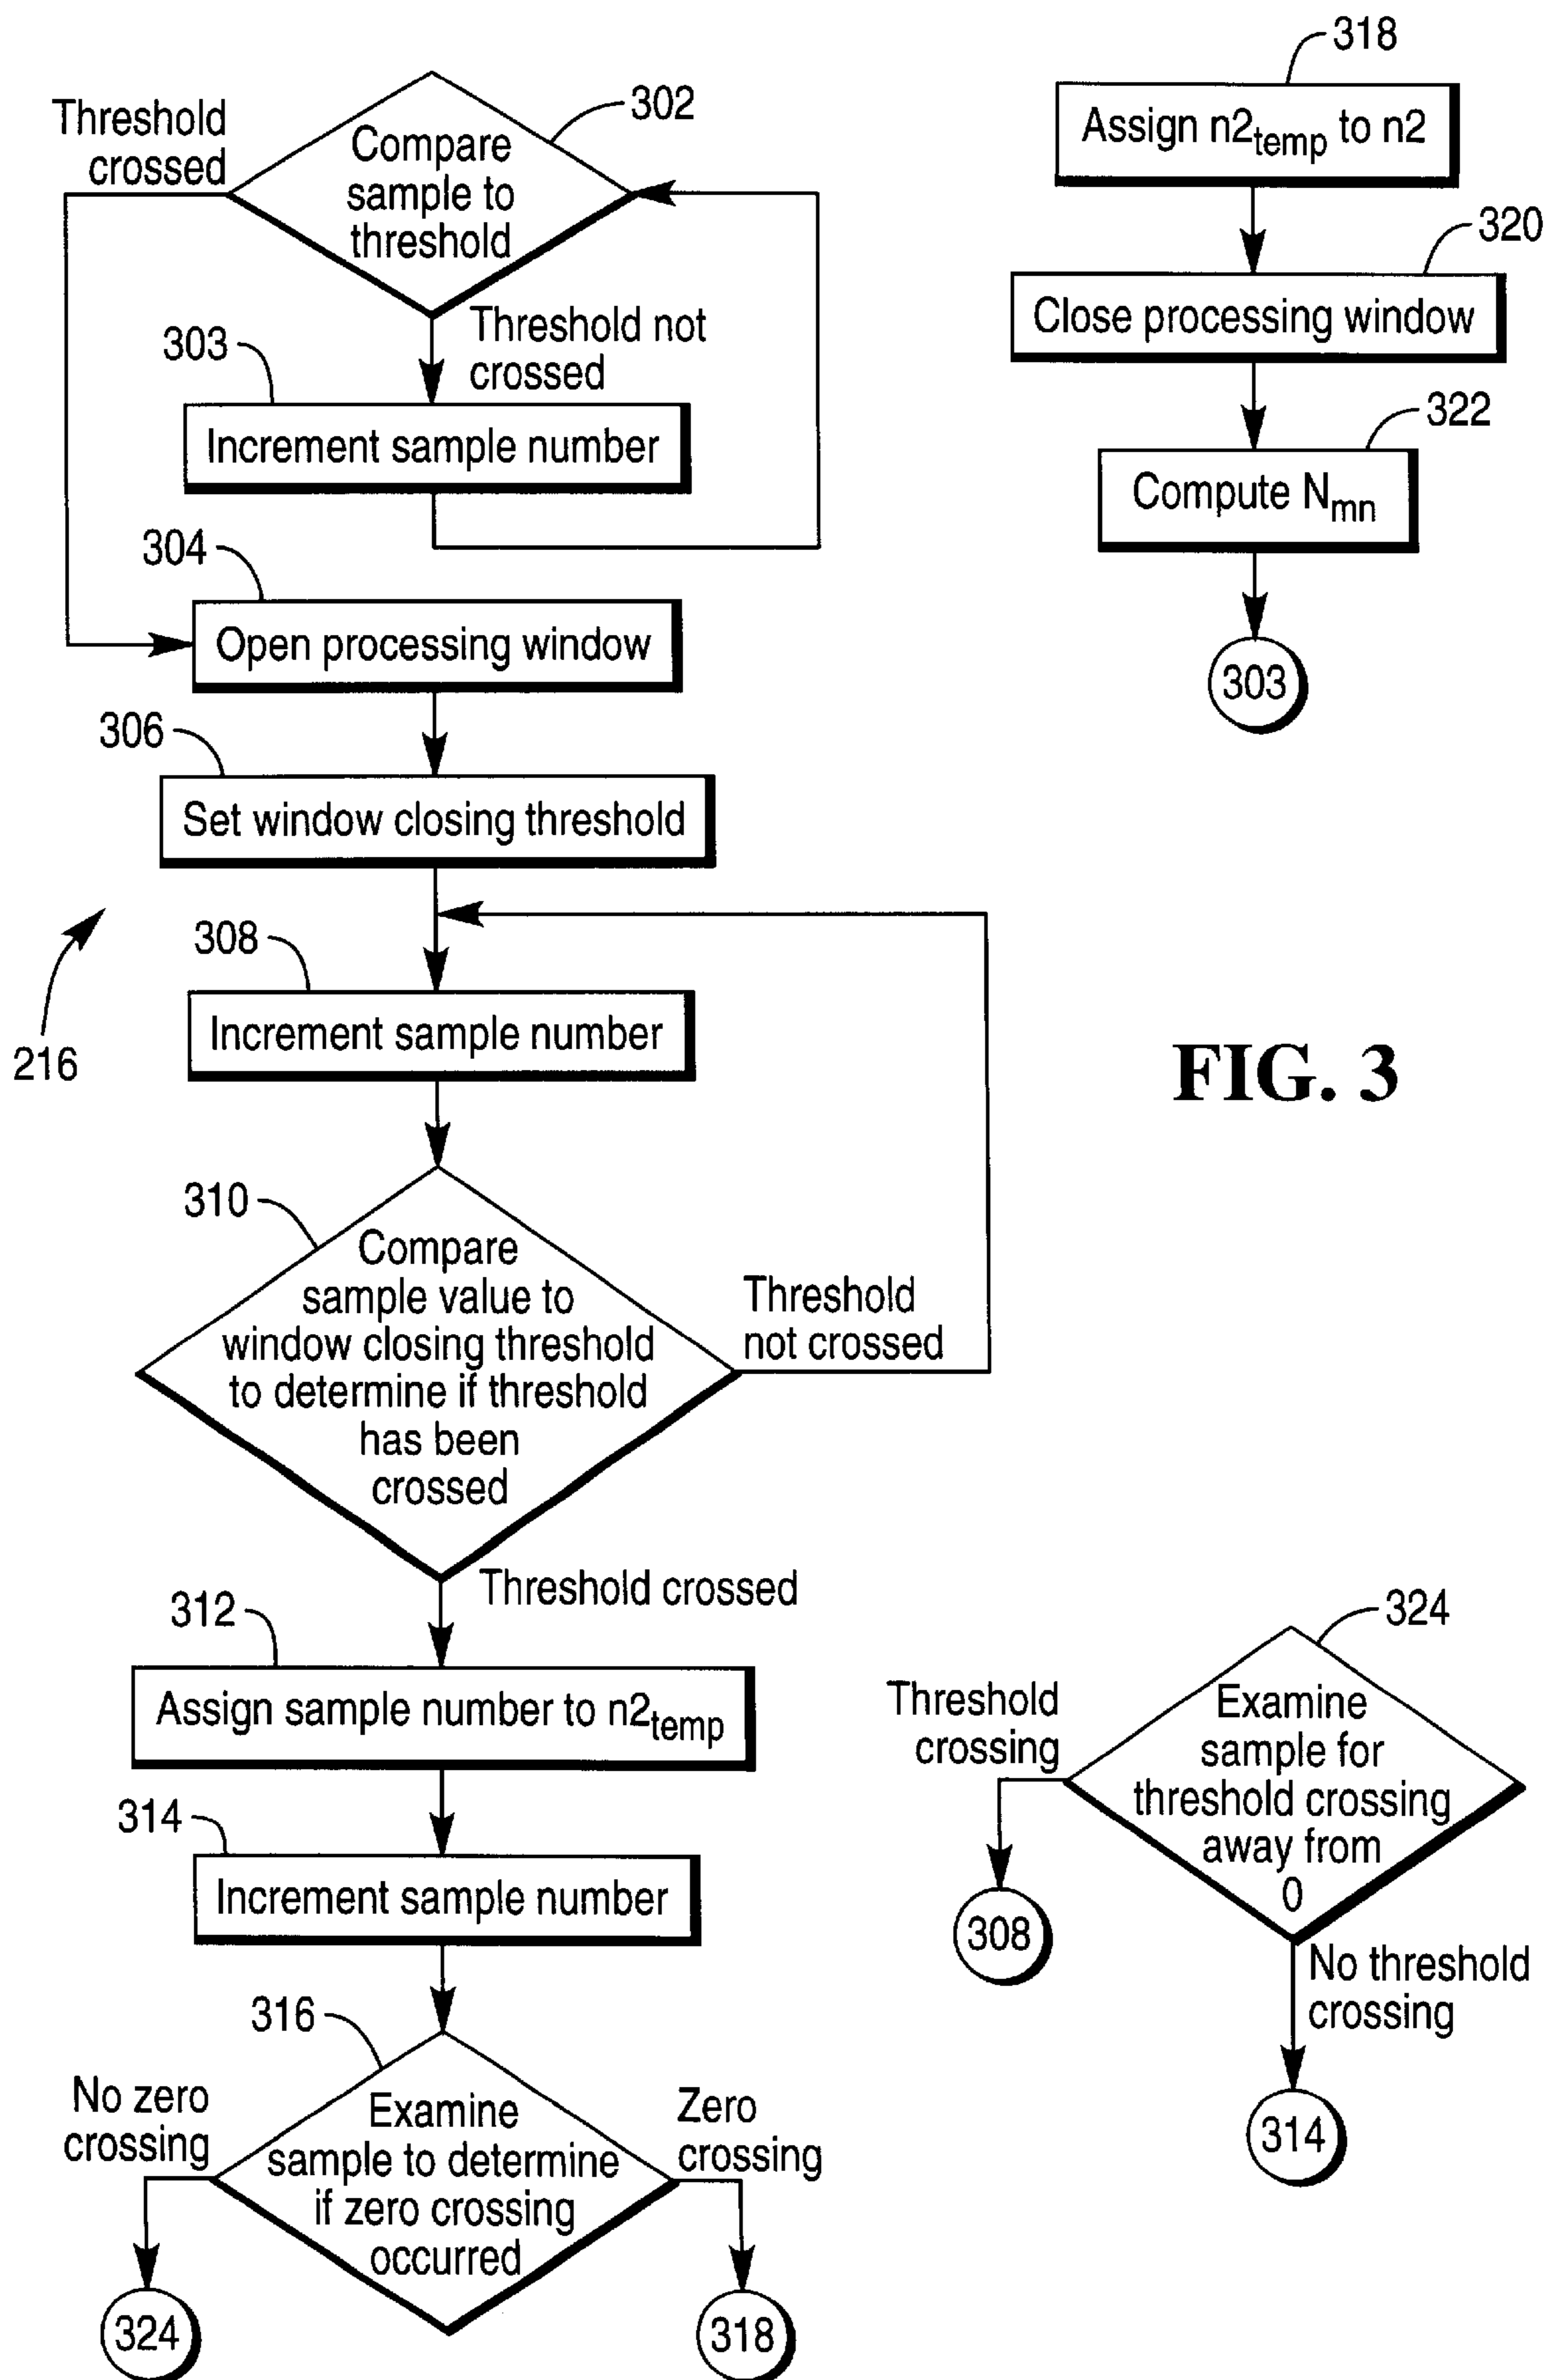 302
Threshold
crossed
Compare
sample to
threshold
Threshold not
crossed
303
Increment sample number
304
Open processing window
306
Set window closing threshold
216
308
Increment sample number
310
Compare
sample value to
window closing threshold
to determine if threshold
has been
crossed
Threshold
not crossed
Threshold crossed
312
Assign sample number to n2temp
314
Increment sample number
316
Examine
sample to determine
if zero crossing
occurred
No zero
crossing
Zero
crossing
324
318
318
Assign n2temp to n2
320
Close processing window
322
Compute Nmn
303
FIG. 3
324
Threshold
crossing
Examine
sample for
threshold crossing
away from
0
308
No threshold
crossing
314